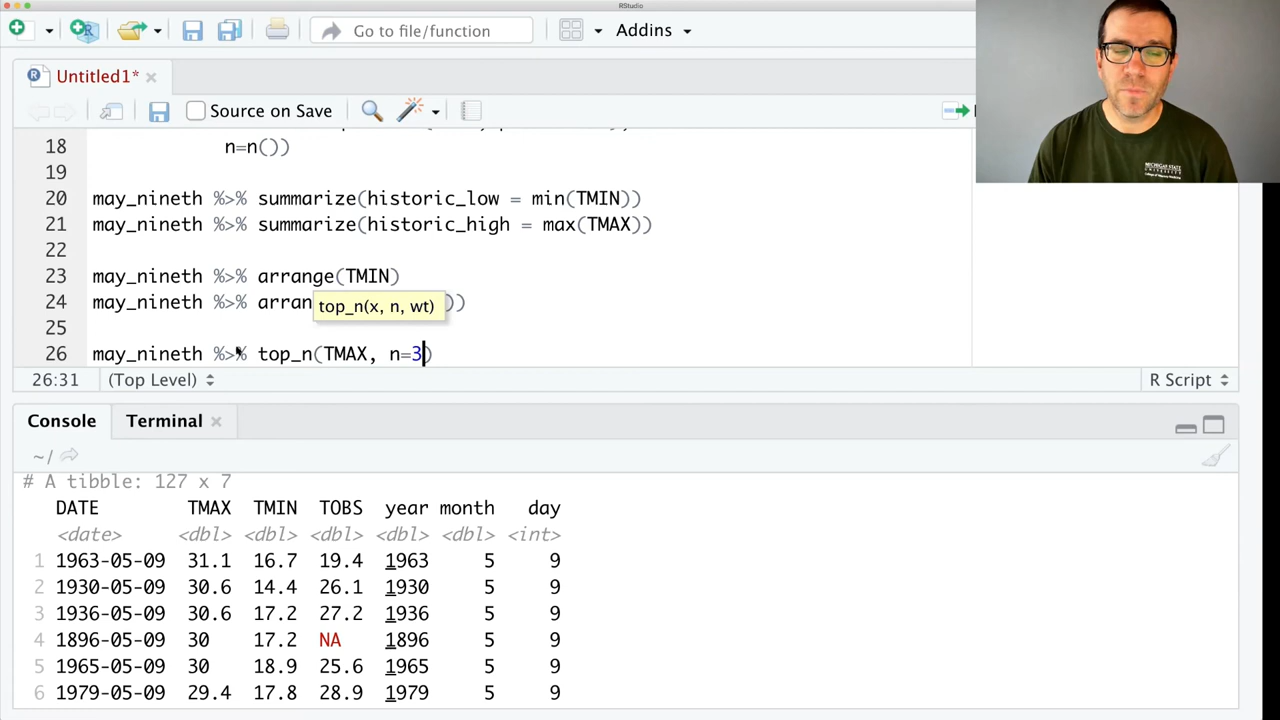 RStudio
Go to file/function
Addins
Untitled1*
Source on Save
18 n=n())
19
20 may_nineth %>% summarize(historic_low = min(TMIN))
21 may_nineth %>% summarize(historic_high = max(TMAX))
22
23 may_nineth %>% arrange(TMIN)
24 may_nineth %>% arran ))
top_n(x, n, wt)
25
26 may_nineth %>% top_n(TMAX, n=3)
26:31 (Top Level) R Script
Console Terminal
~/
# A tibble: 127 x 7
DATE TMAX TMIN TOBS year month day
<date> <dbl> <dbl> <dbl> <dbl> <dbl> <int>
1 1963-05-09 31.1 16.7 19.4 1963 5 9
2 1930-05-09 30.6 14.4 26.1 1930 5 9
3 1936-05-09 30.6 17.2 27.2 1936 5 9
4 1896-05-09 30 17.2 NA 1896 5 9
5 1965-05-09 30 18.9 25.6 1965 5 9
6 1979-05-09 29.4 17.8 28.9 1979 5 9
MICHIGAN STATE
UNIVERSITY